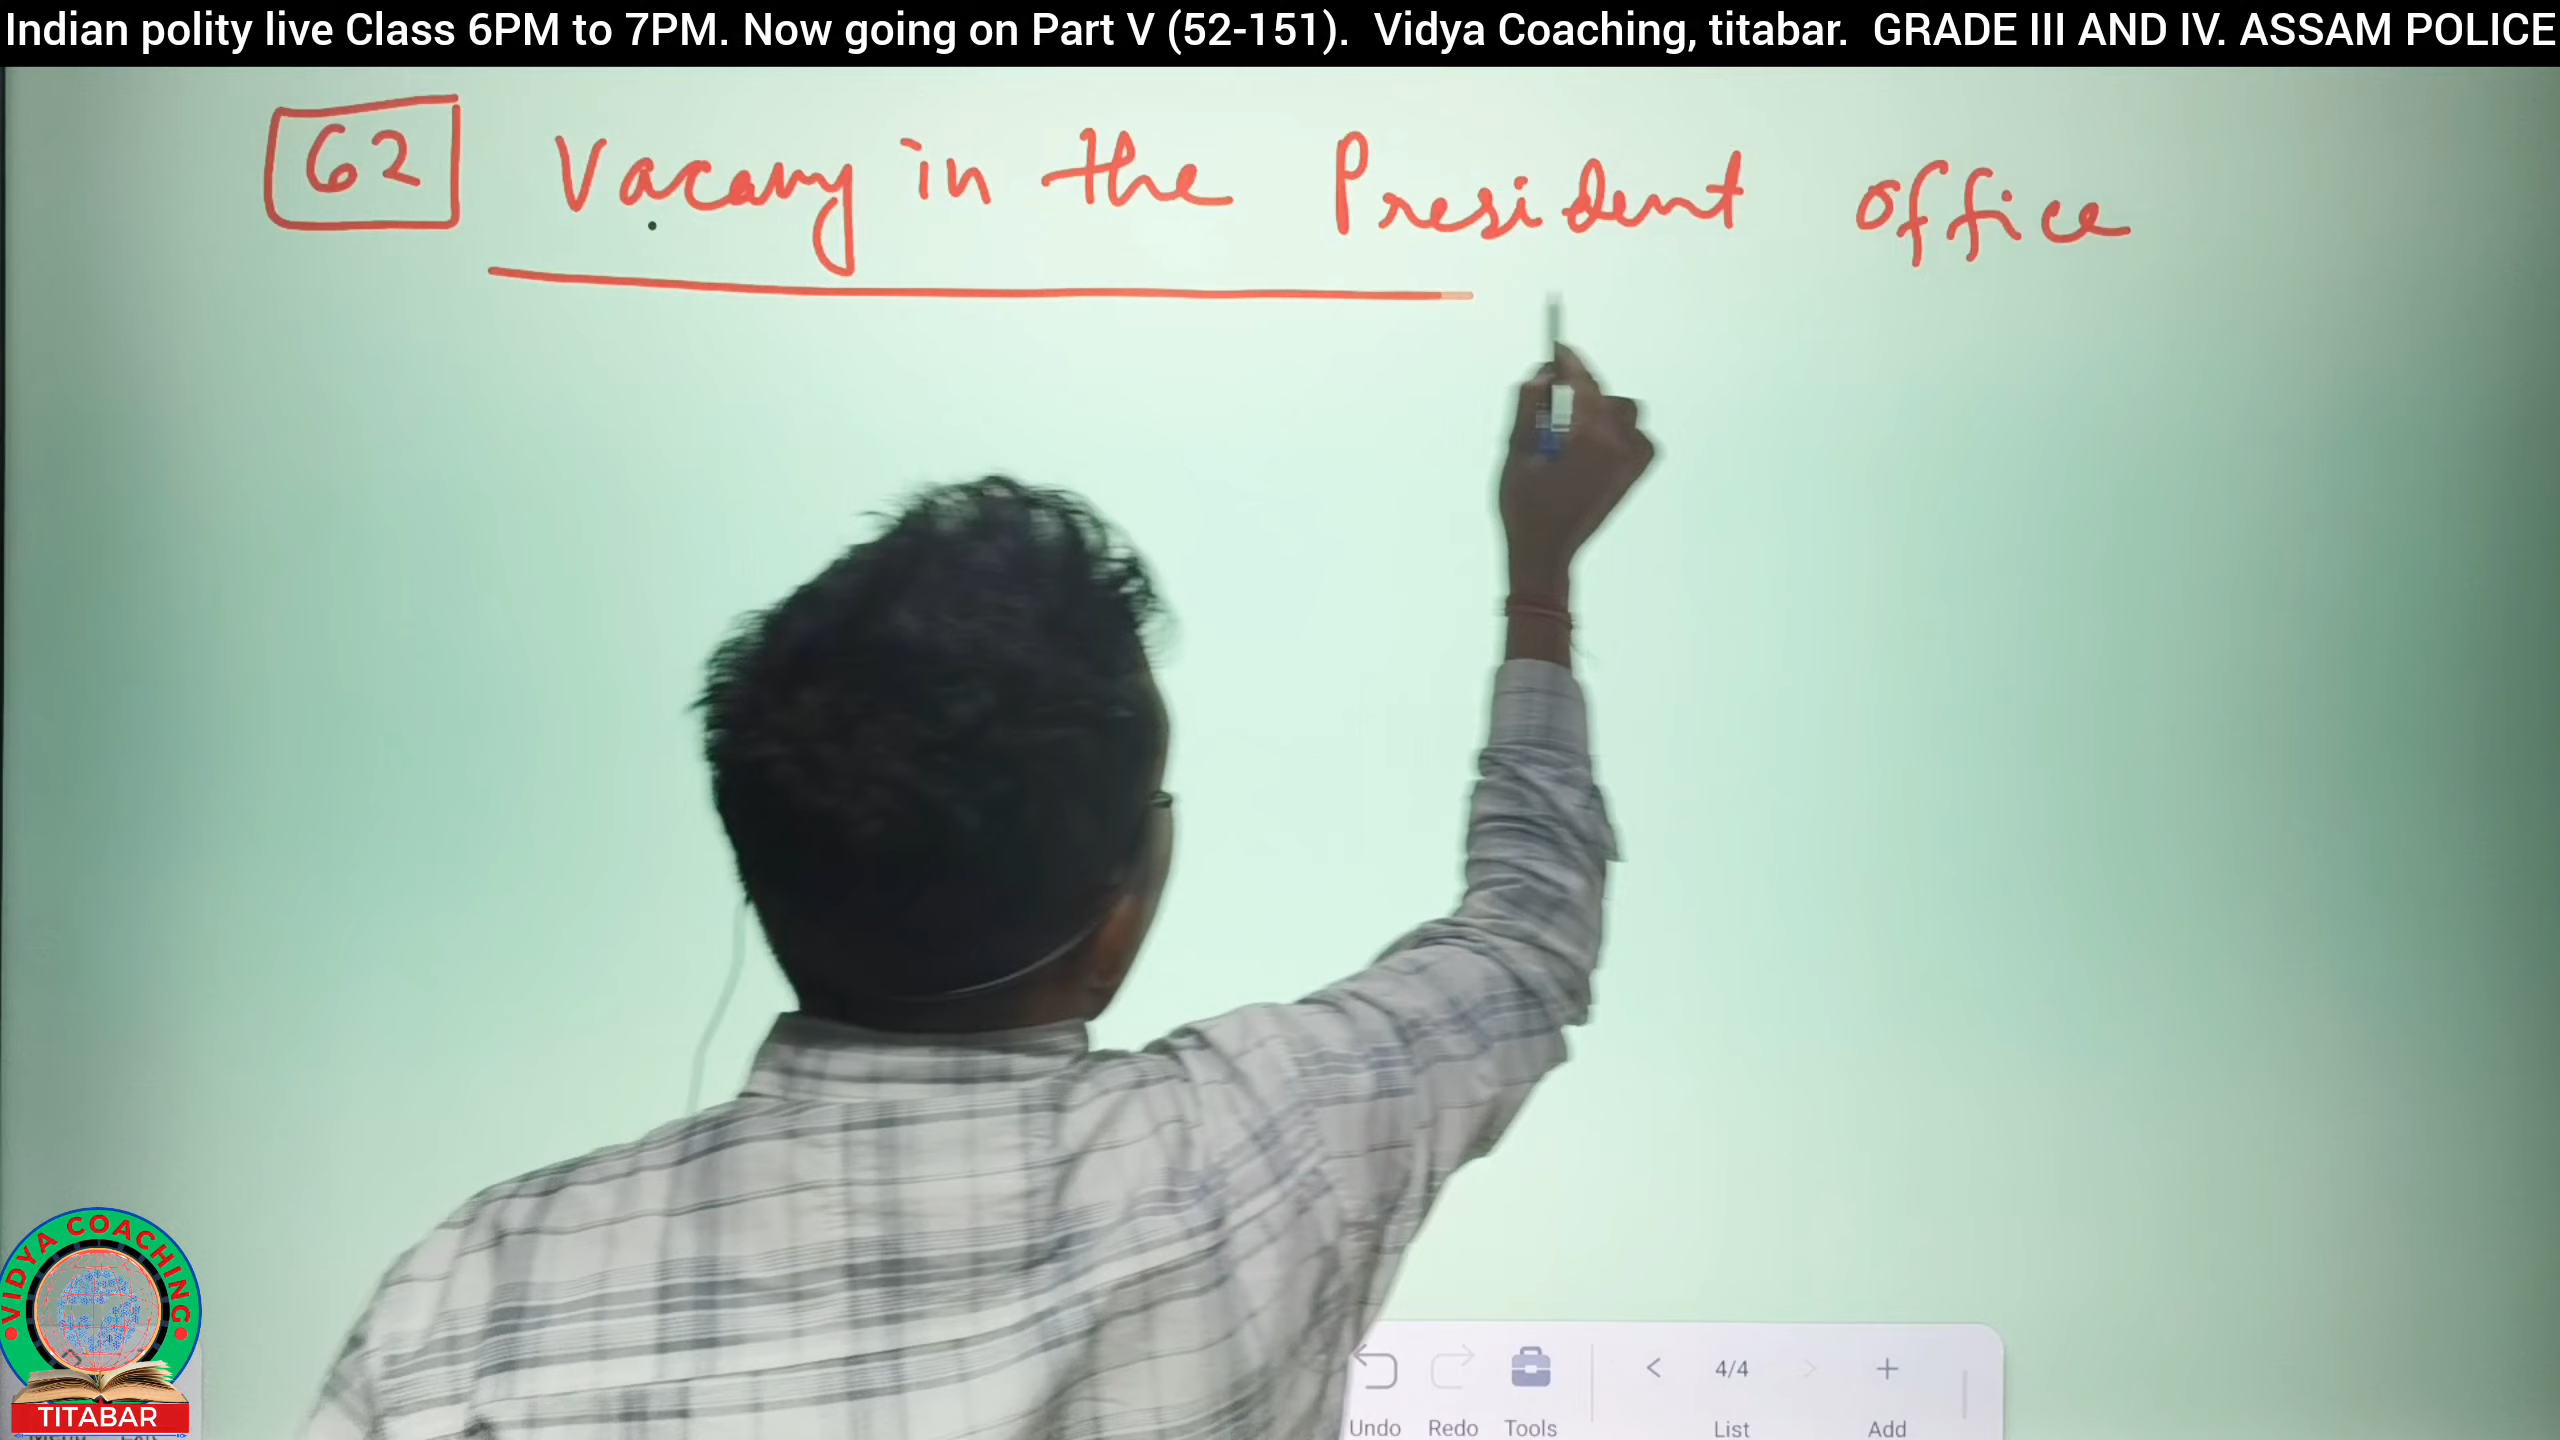 Indian polity live Class 6PM to 7PM. Now going on Part V (52-151). Vidya Coaching, titabar. GRADE III AND IV. ASSAM POLICE
62 Vacany in the President office
VIDYA COACHING
TITABAR
Undo Redo Tools
4/4
List Add